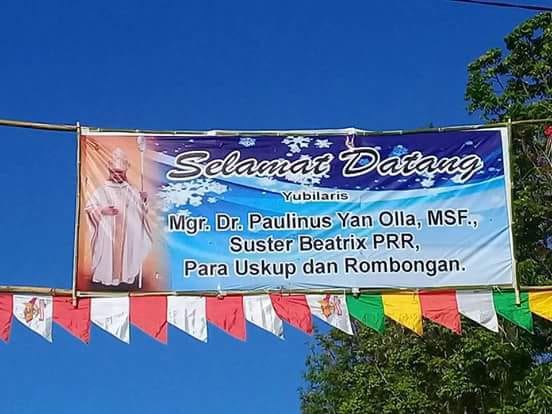 Selamat Datang
Yubilaris
Mgr. Dr. Paulinus Yan Olla, MSF.,
Suster Beatrix PRR,
Para Uskup dan Rombongan.